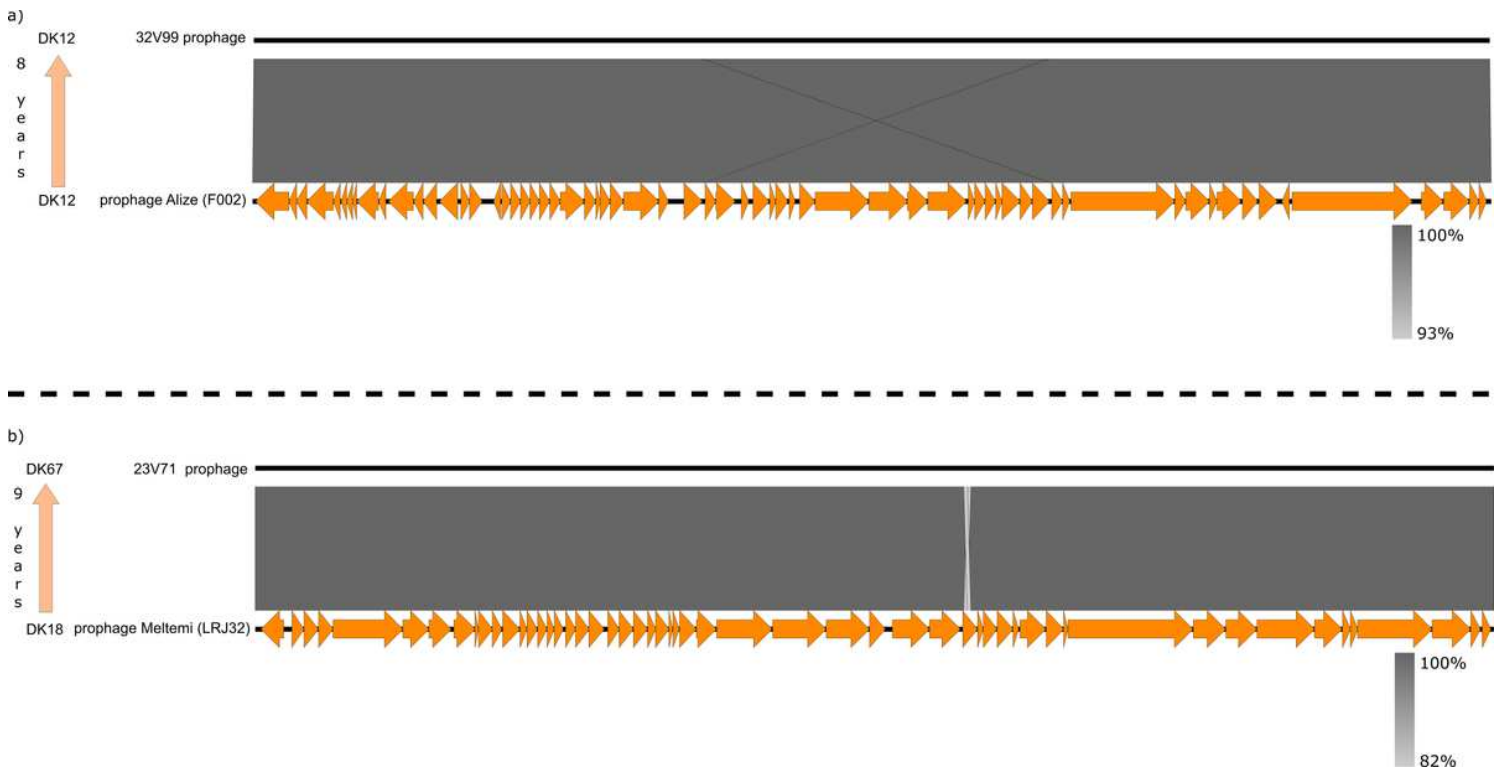 a)
DK12 32V99 prophage
8
y
e
a
r
s
DK12 prophage Alize (F002)
100%
93%
b)
DK67 23V71 prophage
9
y
e
a
r
s
DK18 prophage Meltemi (LRJ32)
100%
82%